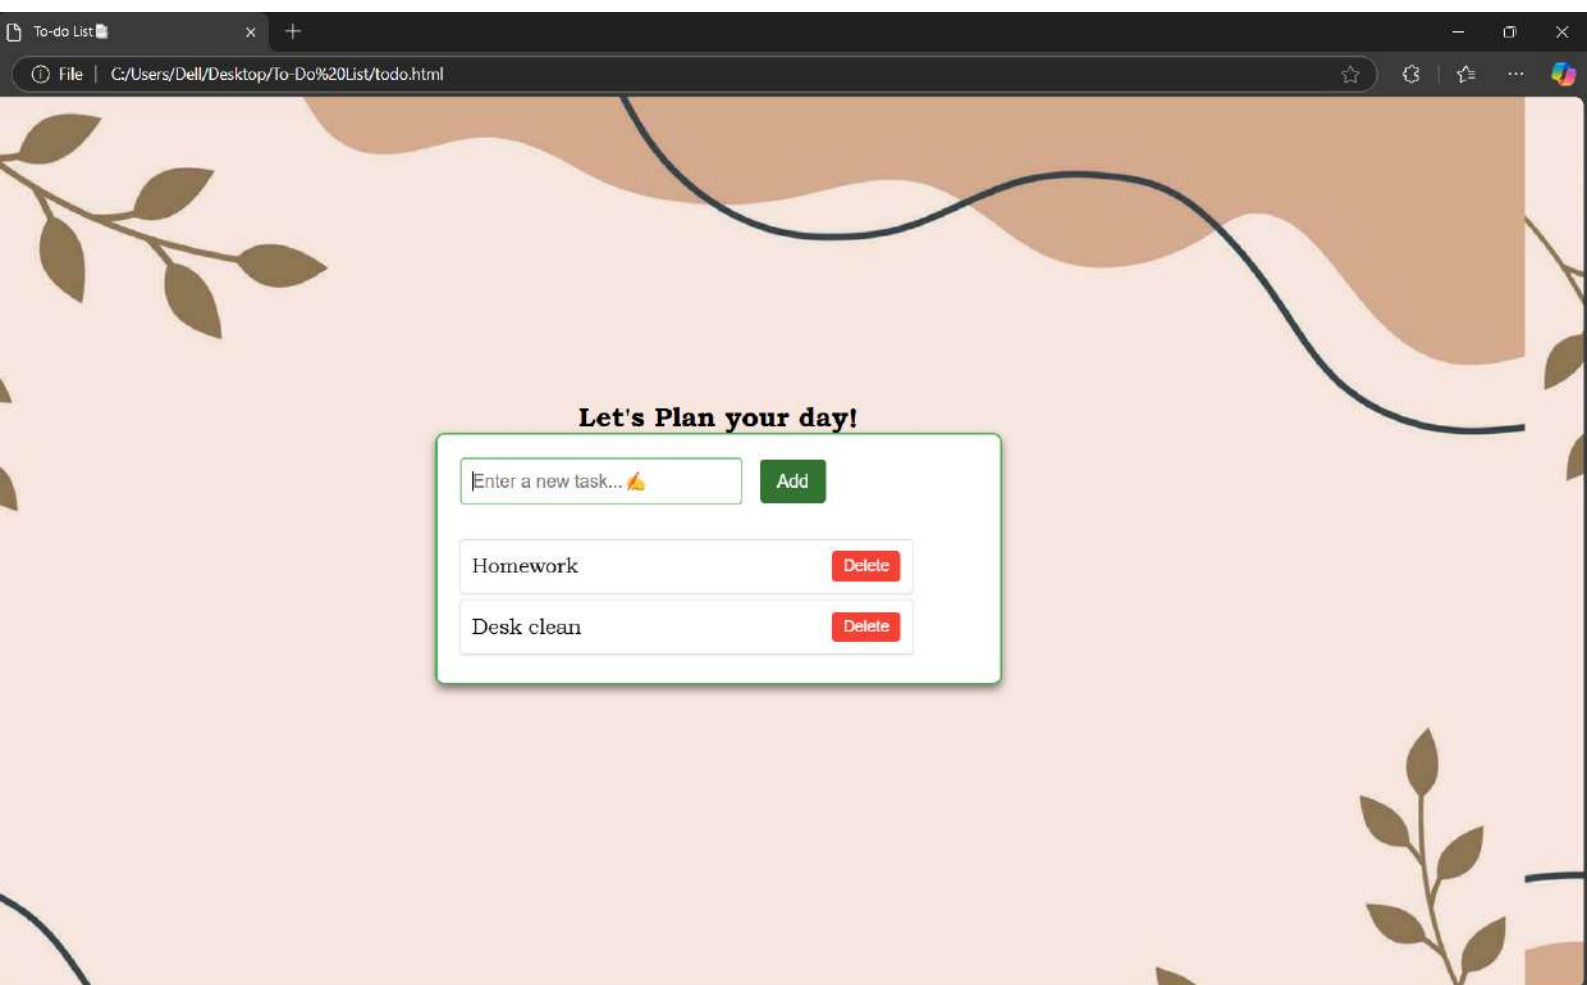 To-do List📄
File | C:/Users/Dell/Desktop/To-Do%20List/todo.html
Let's Plan your day!
Enter a new task...✍️ Add
Homework Delete
Desk clean Delete